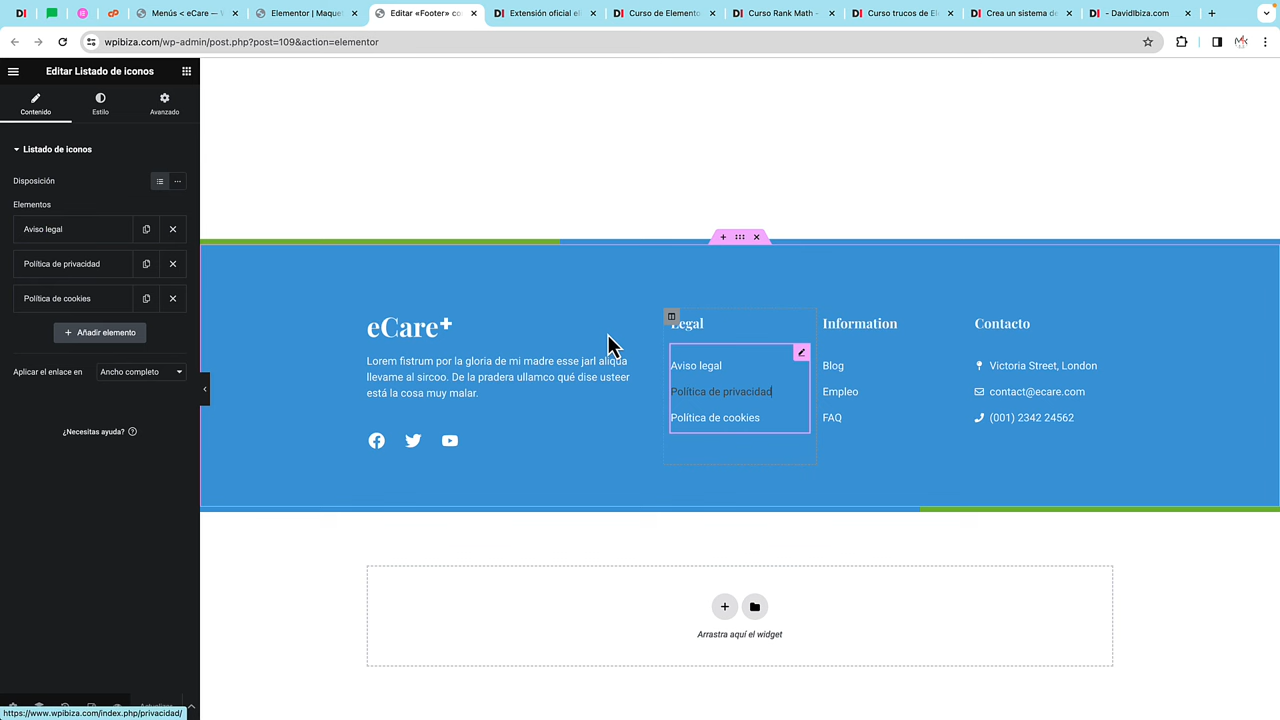 Menús < eCare — W
Elementor | Maque
Editar «Footer» co
Extensión oficial eP
Curso de Elemento
Curso Rank Math -
Curso trucos de El
Crea un sistema de
- DavidIbiza.com
wpibiza.com/wp-admin/post.php?post=109&action=elementor
Editar Listado de iconos
Contenido
Estilo
Avanzado
Listado de iconos
Disposición
Elementos
Aviso legal
Política de privacidad
Política de cookies
+ Añadir elemento
Aplicar el enlace en
Ancho completo
¿Necesitas ayuda?
https://www.wpibiza.com/index.php/privacidad/
eCare+
Lorem fistrum por la gloria de mi madre esse jarl aliqua
llevame al sircoo. De la pradera ullamco qué dise usteer
está la cosa muy malar.
Legal
Aviso legal
Política de privacidad
Política de cookies
Information
Blog
Empleo
FAQ
Contacto
Victoria Street, London
contact@ecare.com
(001) 2342 24562
Arrastra aquí el widget